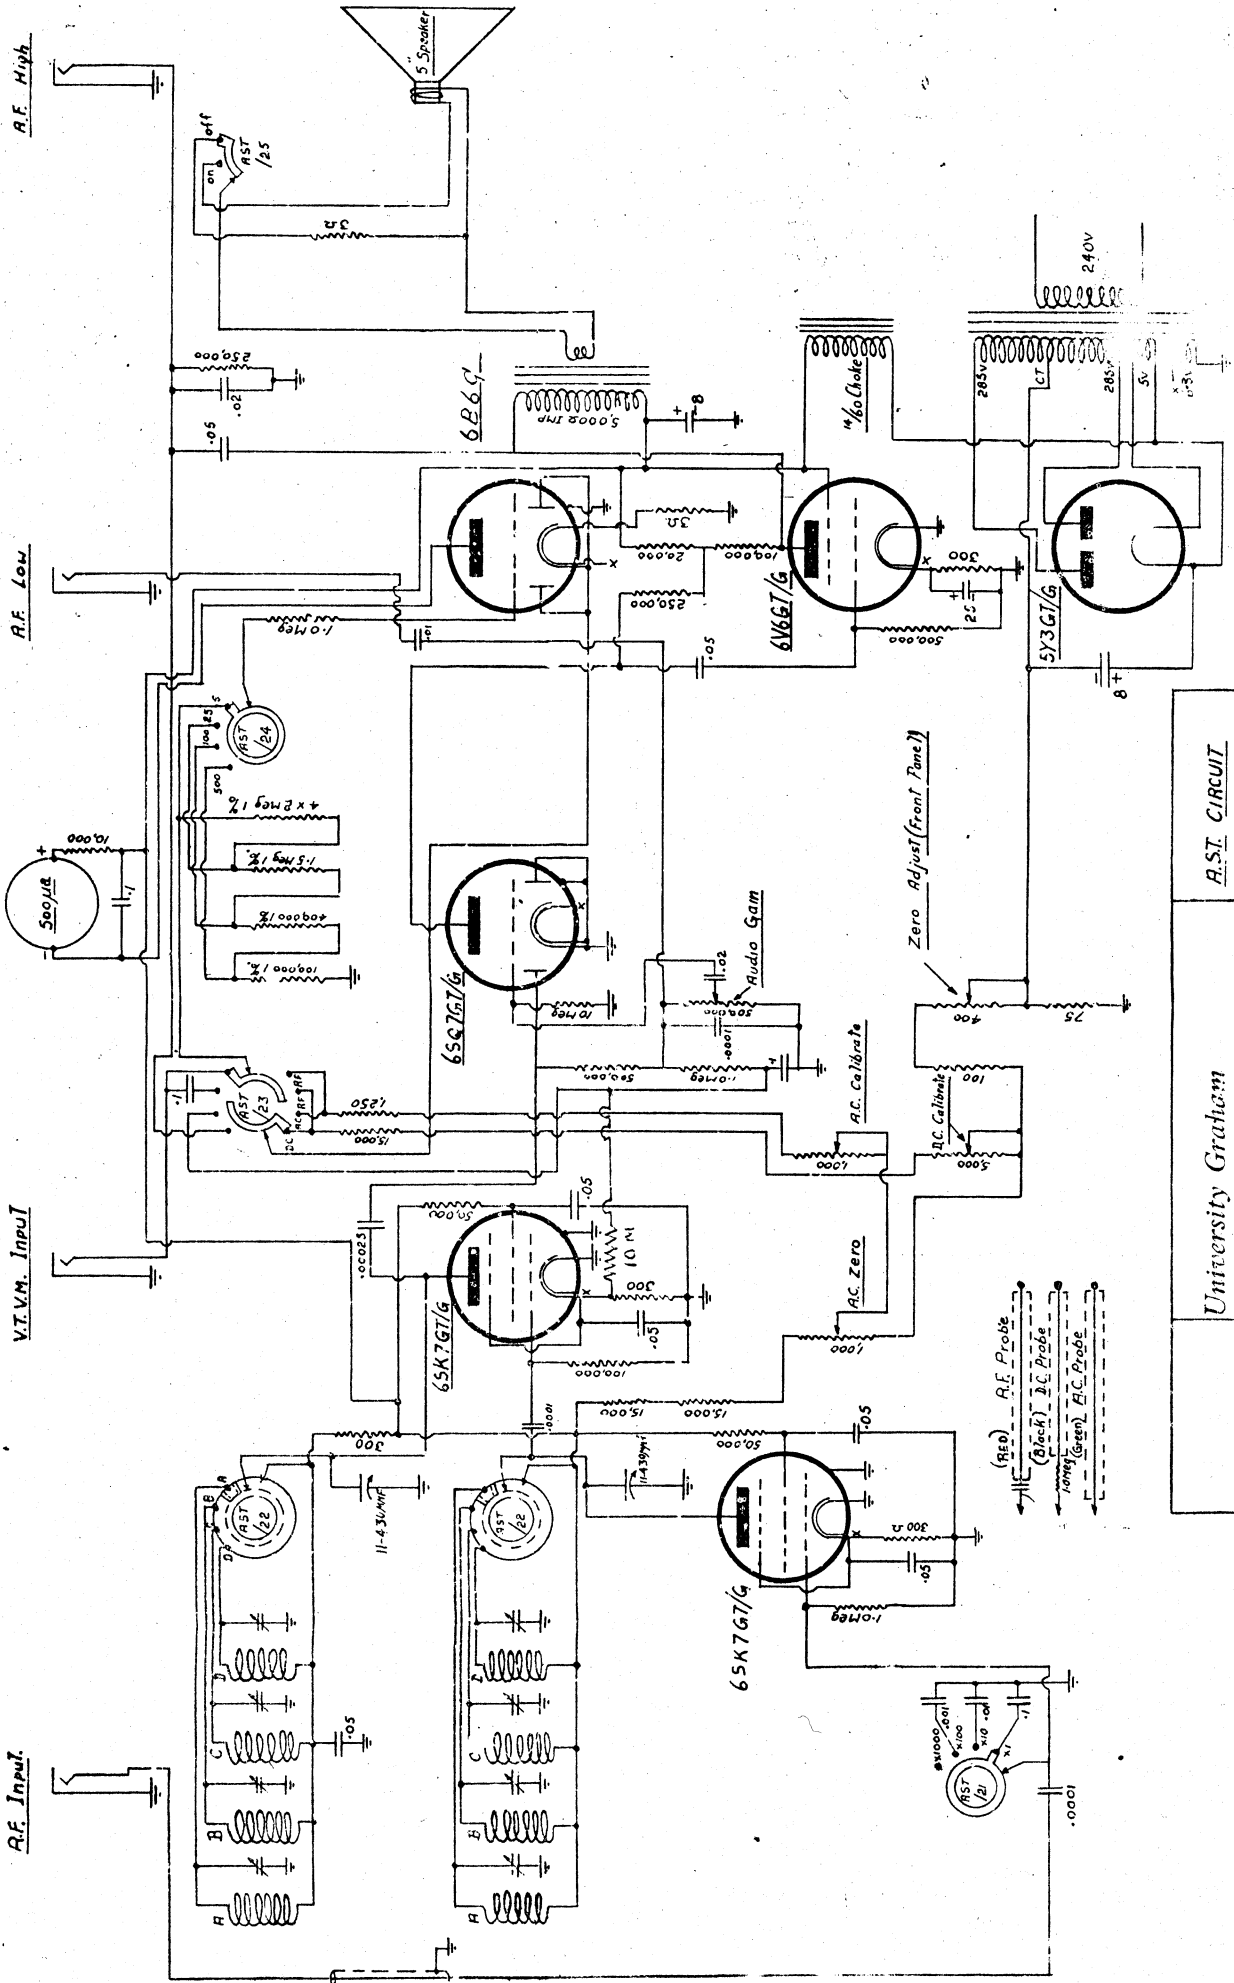 A.F. High
A.F. Low
V.T.V.M. Input
R.F. Input
5" Speaker
off
on
AST
/25
3Ω
250,000
.02
.05
6B6G
5,000Ω IMP
8
+
14/60 Choke
285v
CT
285v
5v
240v
6.3v
x
500µa
+
-
10,000
.1
500
100
25
5
AST
/24
1.0 Meg
4 x 2 Meg 1%
1.5 Meg 1%
400,000 1%
100,000 1%
.01
3Ω
x
20,000
100,000
250,000
.05
6V6GT/G
x
300
25
+
500,000
5Y3GT/G
8
+
6SQ7GT/G
x
10 Meg
.02
500,000
Audio Gain
.0001
1.0 Meg
500,000
.1
.1
AST
/23
DC
AC
RF
RF
1,250
15,000
A.C. Calibrate
1,000
D.C. Calibrate
5,000
100
Zero Adjust (Front Panel)
400
75
.00025
50,000
.05
6SK7GT/G
x
10 M
300
.05
100,000
.0001
A.C. Zero
1,000
15,000
15,000
A
B
C
D
A
B
C
D
AST
/22
300
11-430MMF
.05
A
B
C
D
AST
/22
50,000
.05
6SK7GT/G
x
300Ω
.05
1.0 Meg
x1000
x100
x10
x1
.001
.01
.1
AST
/21
.0001
(RED) R.F. Probe
(Black) D.C. Probe
10Meg
(Green) A.C. Probe
University Graham
A.S.T. CIRCUIT